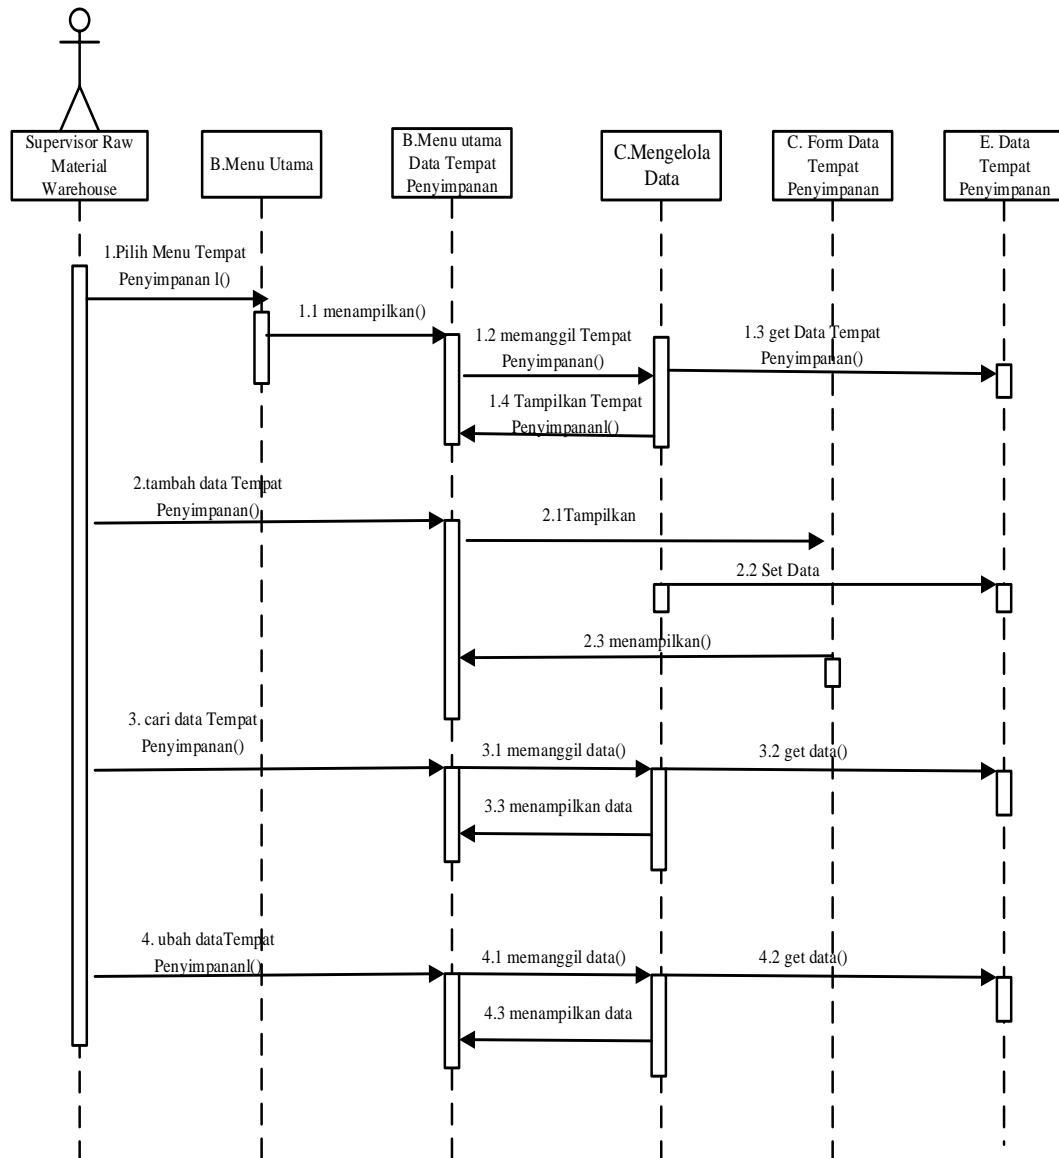 Supervisor Raw
Material
Warehouse
B.Menu Utama
B.Menu utama
Data Tempat
Penyimpanan
C.Mengelola
Data
C. Form Data
Tempat
Penyimpanan
E. Data
Tempat
Penyimpanan
1.Pilih Menu Tempat
Penyimpanan l()
1.1 menampilkan()
1.2 memanggil Tempat
Penyimpanan()
1.3 get Data Tempat
Penyimpanan()
1.4 Tampilkan Tempat
Penyimpananl()
2.tambah data Tempat
Penyimpanan()
2.1Tampilkan
2.2 Set Data
2.3 menampilkan()
3. cari data Tempat
Penyimpanan()
3.1 memanggil data()
3.2 get data()
3.3 menampilkan data
4. ubah dataTempat
Penyimpananl()
4.1 memanggil data()
4.2 get data()
4.3 menampilkan data